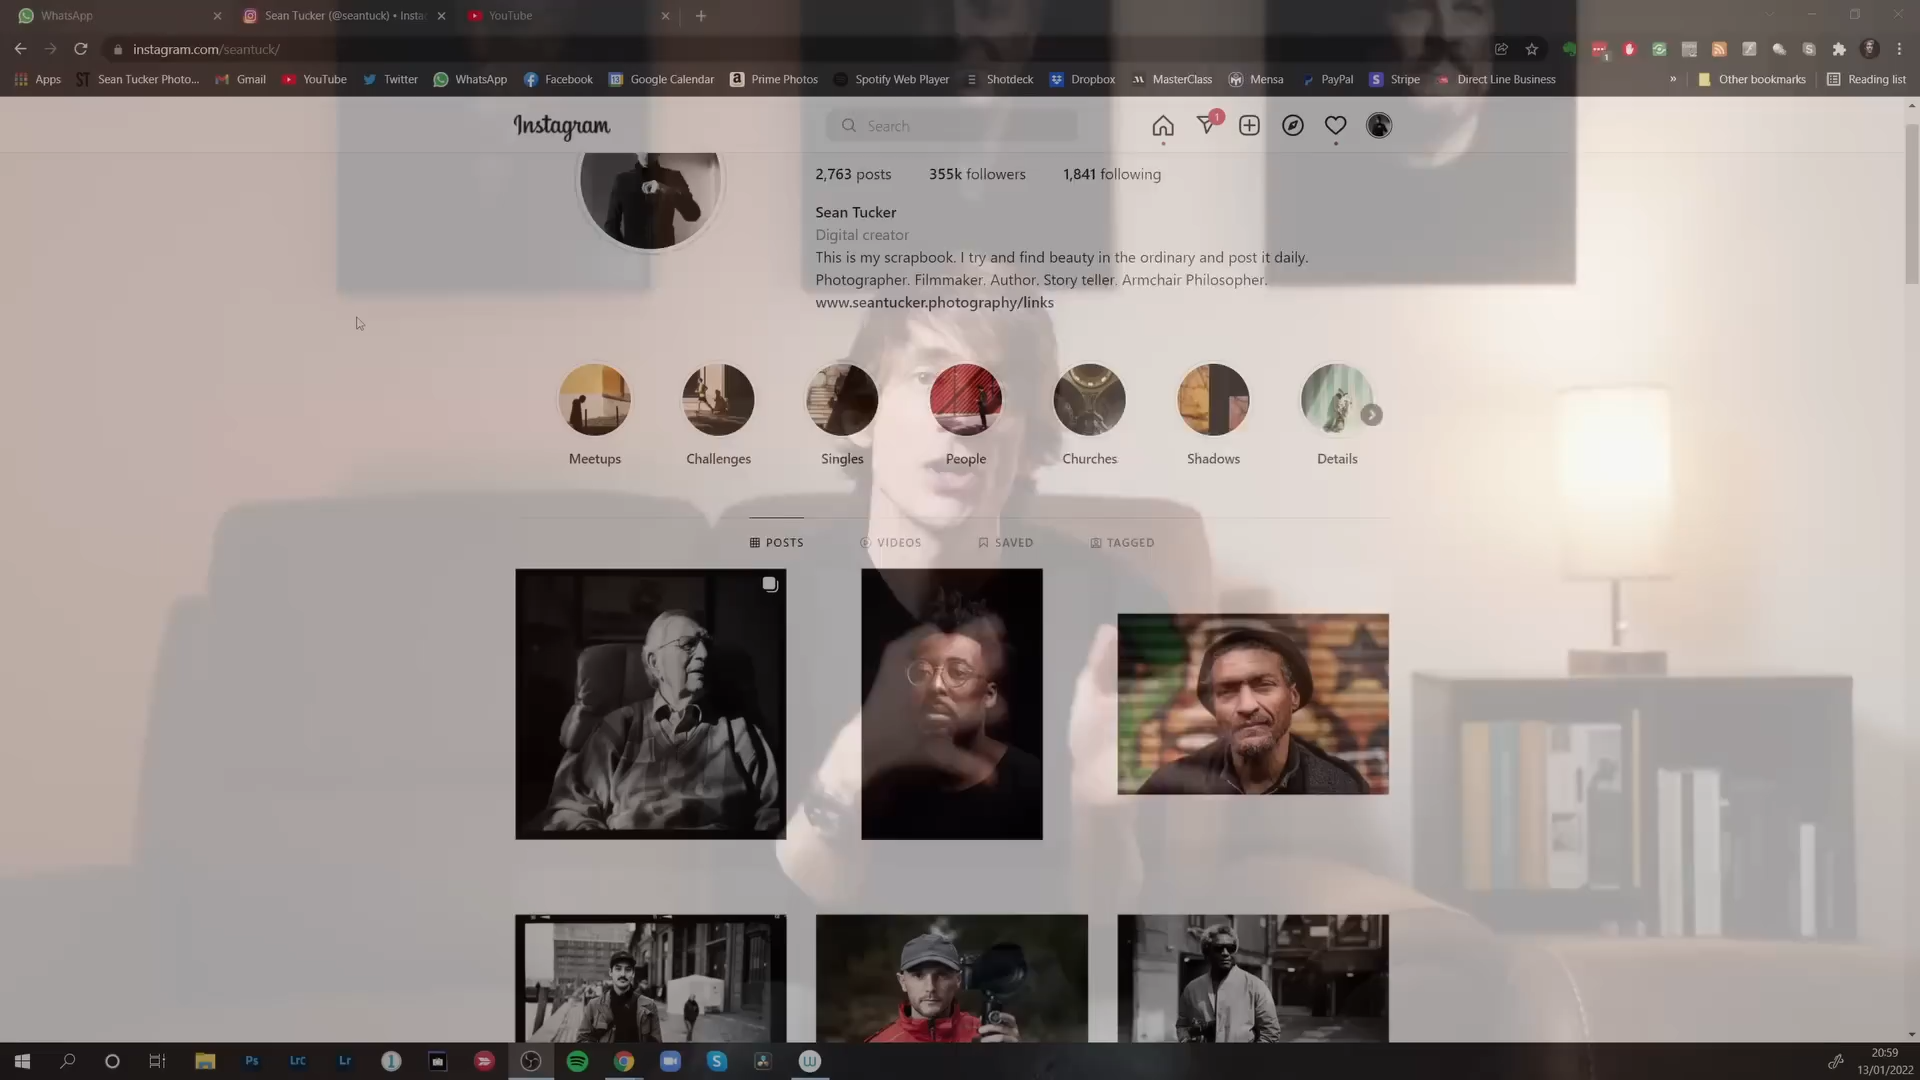 WhatsApp
Sean Tucker (@seantuck) • Insta
YouTube
instagram.com/seantuck/
Apps
Sean Tucker Photo...
Gmail
YouTube
Twitter
WhatsApp
Facebook
Google Calendar
Prime Photos
Spotify Web Player
Shotdeck
Dropbox
MasterClass
Mensa
PayPal
Stripe
Direct Line Business
»
Other bookmarks
Reading list
Instagram
Search
1
2,763 posts
355k followers
1,841 following
Sean Tucker
Digital creator
This is my scrapbook. I try and find beauty in the ordinary and post it daily.
Photographer. Filmmaker. Author. Story teller. Armchair Philosopher.
www.seantucker.photography/links
Meetups
Challenges
Singles
People
Churches
Shadows
Details
POSTS
VIDEOS
SAVED
TAGGED
Ps
LrC
Lr
20:59
13/01/2022